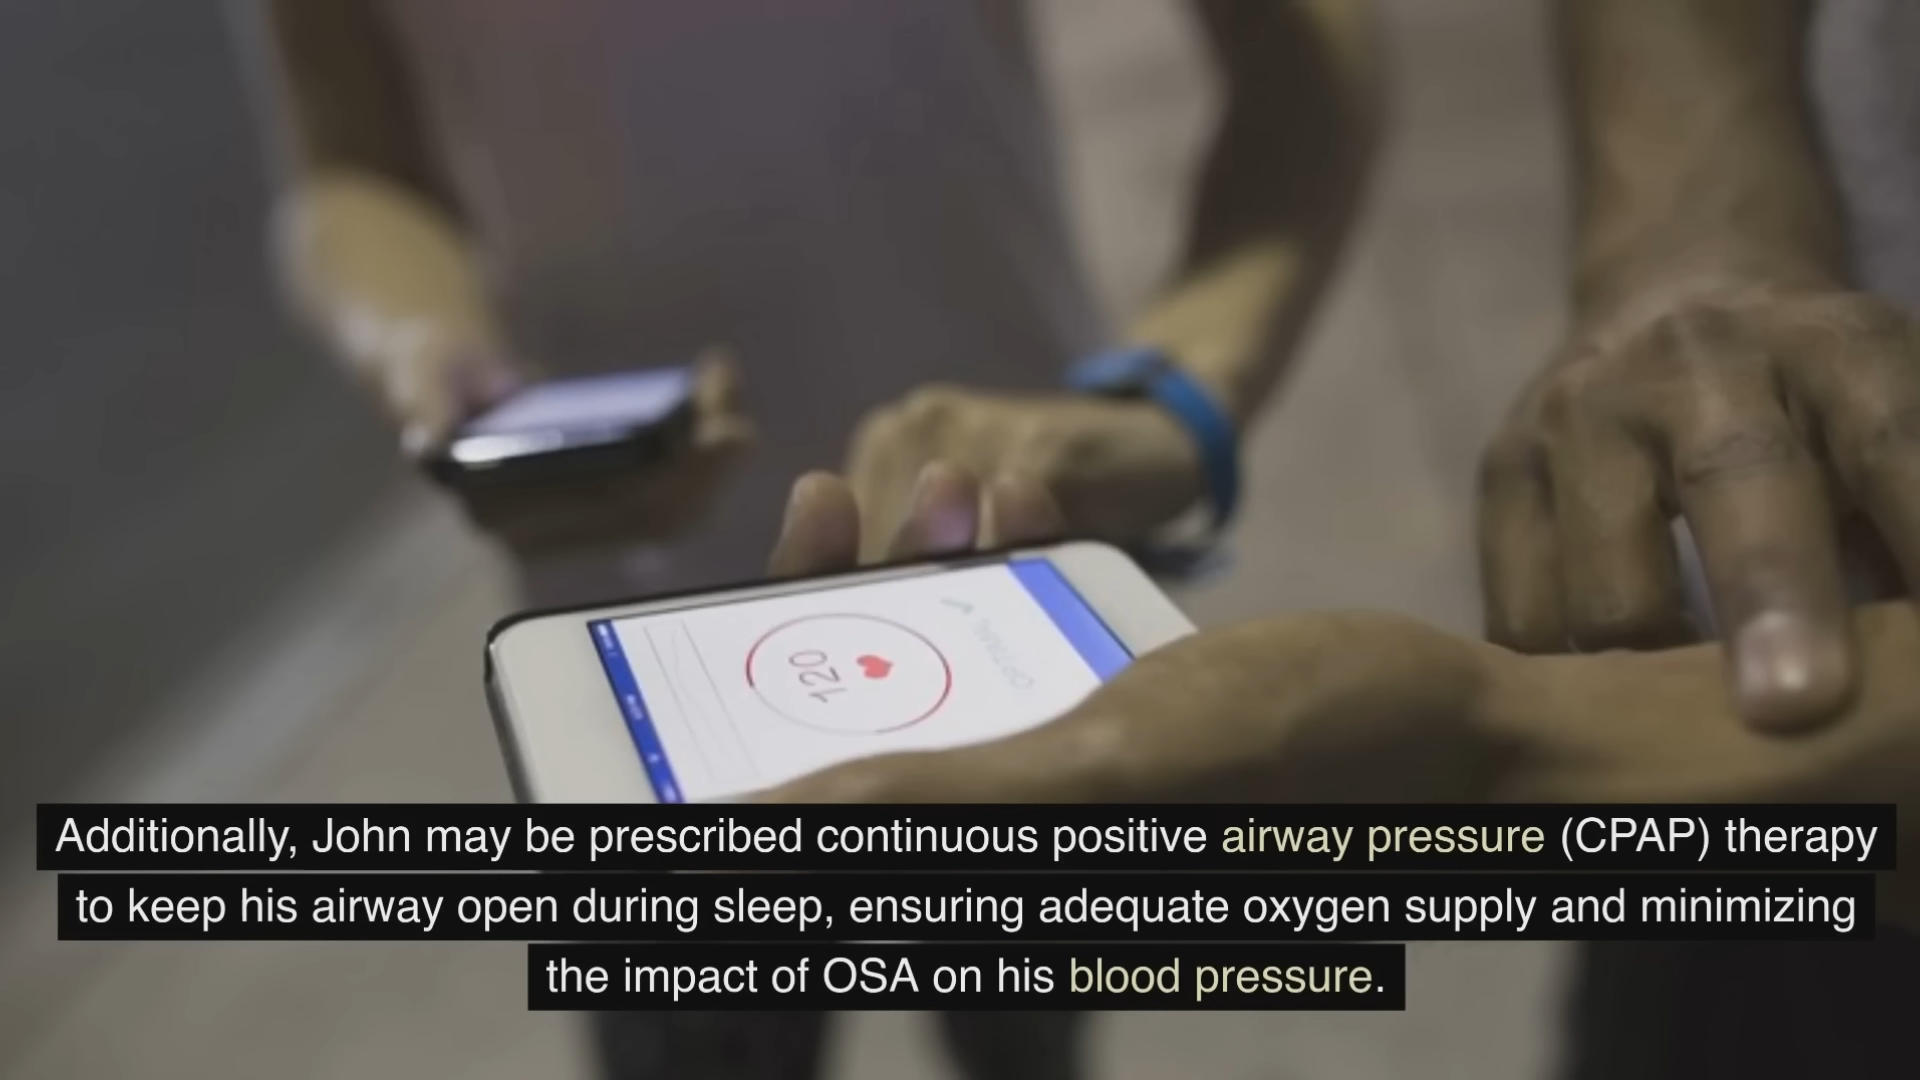 OPTIMAL
120
Additionally, John may be prescribed continuous positive airway pressure (CPAP) therapy
to keep his airway open during sleep, ensuring adequate oxygen supply and minimizing
the impact of OSA on his blood pressure.